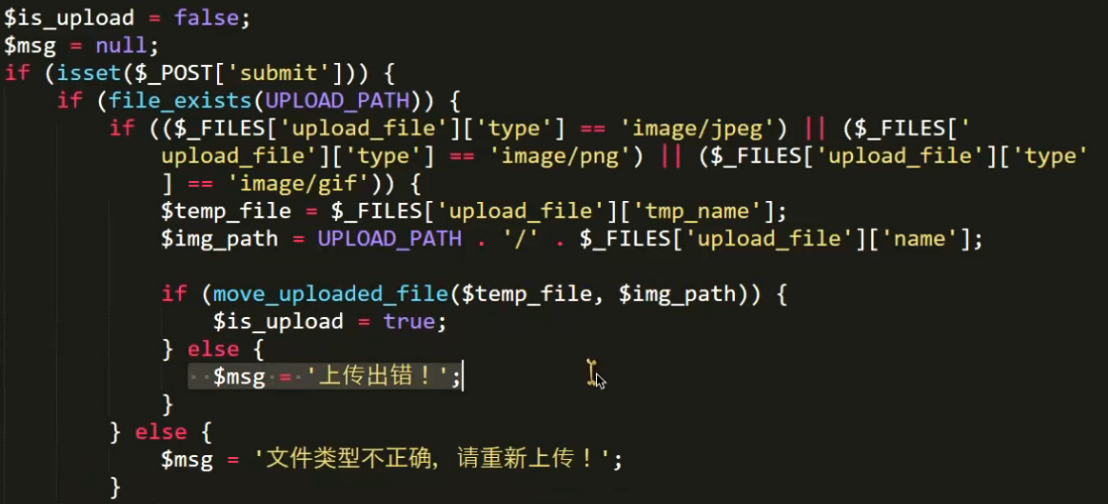 $is_upload = false;
$msg = null;
if (isset($_POST['submit'])) {
    if (file_exists(UPLOAD_PATH)) {
        if (($_FILES['upload_file']['type'] == 'image/jpeg') || ($_FILES['
            upload_file']['type'] == 'image/png') || ($_FILES['upload_file']['type'
            ] == 'image/gif')) {
            $temp_file = $_FILES['upload_file']['tmp_name'];
            $img_path = UPLOAD_PATH . '/' . $_FILES['upload_file']['name'];

            if (move_uploaded_file($temp_file, $img_path)) {
                $is_upload = true;
            } else {
                $msg = '上传出错！';
            }
        } else {
            $msg = '文件类型不正确，请重新上传！';
        }